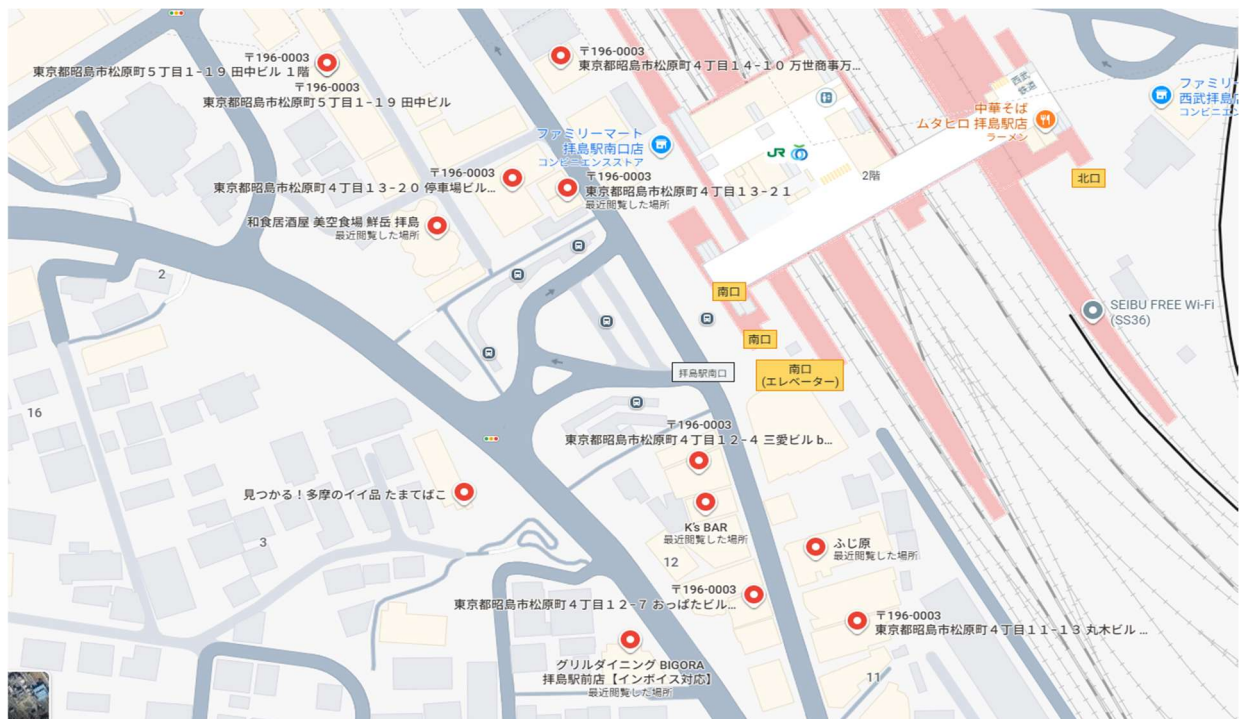 〒196-0003
東京都昭島市松原町5丁目1-19 田中ビル 1階
〒196-0003
東京都昭島市松原町5丁目1-19 田中ビル
〒196-0003
東京都昭島市松原町4丁目14-10 万世商事万...
西武
鉄道
ファミリー
西武拝島店
コンビニエン
中華そば
ムタヒロ 拝島駅店
ラーメン
ファミリーマート
拝島駅南口店
コンビニエンスストア
JR
2階
北口
〒196-0003
東京都昭島市松原町4丁目13-20 停車場ビル...
〒196-0003
東京都昭島市松原町4丁目13-21
最近閲覧した場所
和食居酒屋 美空食場 鮮岳 拝島
最近閲覧した場所
2
南口
SEIBU FREE Wi-Fi
(SS36)
南口
拝島駅南口
南口
(エレベーター)
16
〒196-0003
東京都昭島市松原町4丁目12-4 三愛ビル b...
見つかる！多摩のイイ品 たまてばこ
K's BAR
最近閲覧した場所
3
ふじ原
最近閲覧した場所
12
〒196-0003
東京都昭島市松原町4丁目12-7 おっぱたビル...
〒196-0003
東京都昭島市松原町4丁目11-13 丸木ビル ...
グリルダイニング BIGORA
拝島駅前店【インボイス対応】
最近閲覧した場所
11